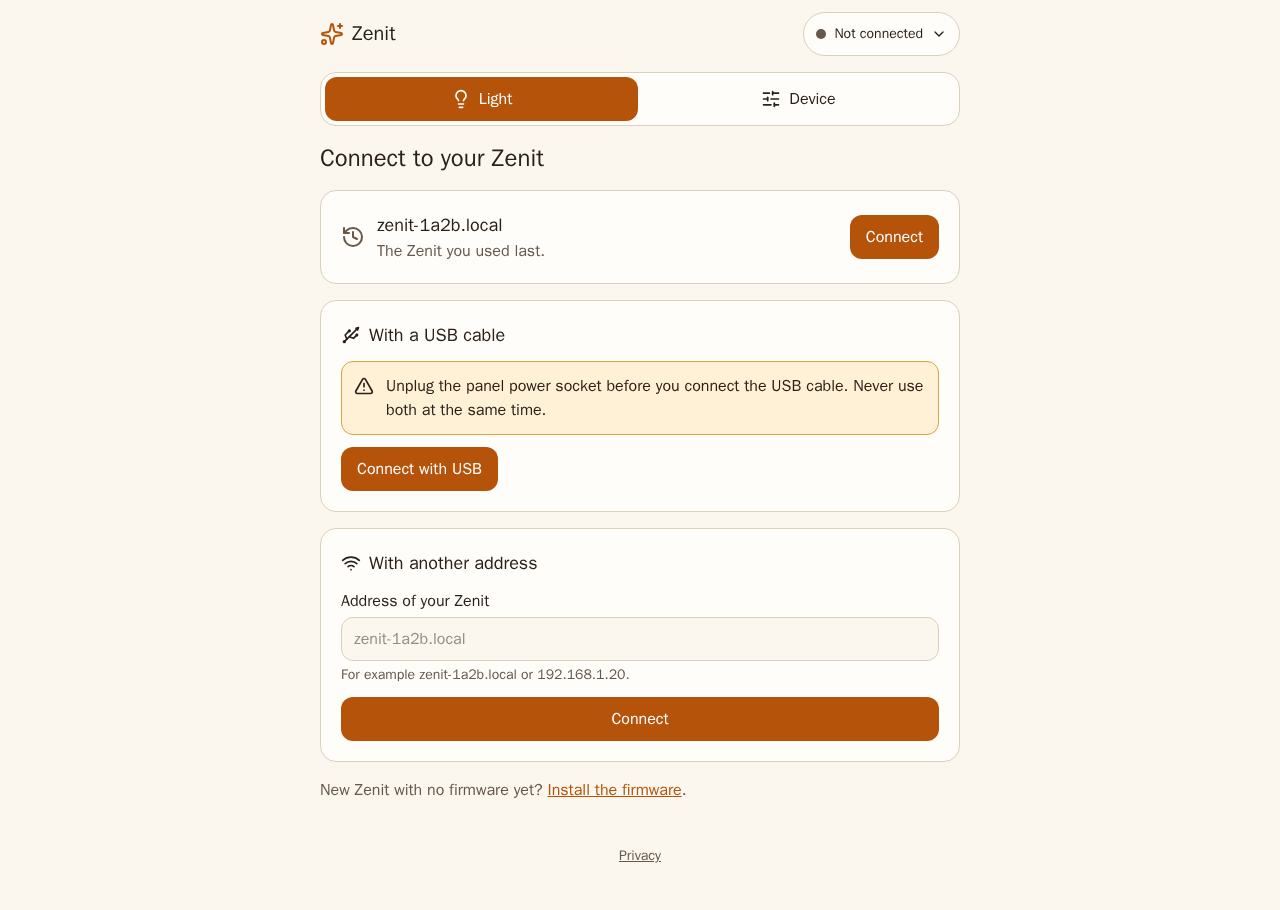 Zenit
Not connected
Light
Device
Connect to your Zenit
zenit-1a2b.local
The Zenit you used last.
Connect
With a USB cable
Unplug the panel power socket before you connect the USB cable. Never use
both at the same time.
Connect with USB
With another address
Address of your Zenit
zenit-1a2b.local
For example zenit-1a2b.local or 192.168.1.20.
Connect
New Zenit with no firmware yet? Install the firmware.
Privacy